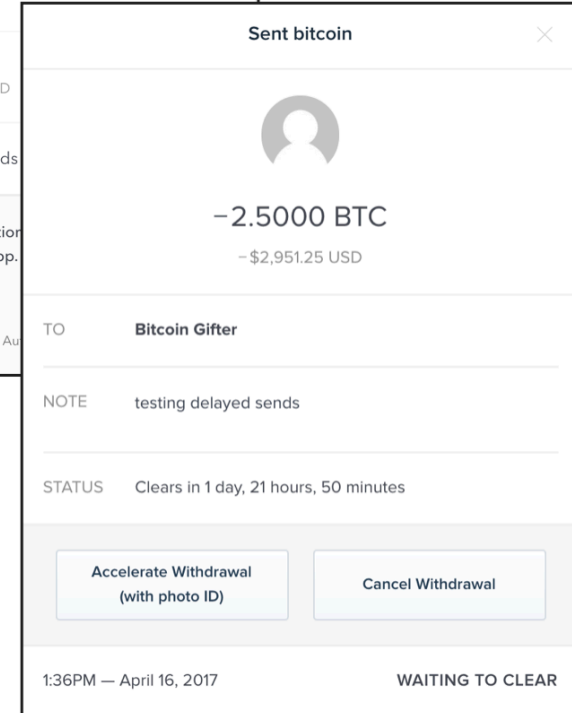 Sent bitcoin
−2.5000 BTC
−$2,951.25 USD
TO Bitcoin Gifter
NOTE testing delayed sends
STATUS Clears in 1 day, 21 hours, 50 minutes
Accelerate Withdrawal
(with photo ID)
Cancel Withdrawal
1:36PM — April 16, 2017 WAITING TO CLEAR